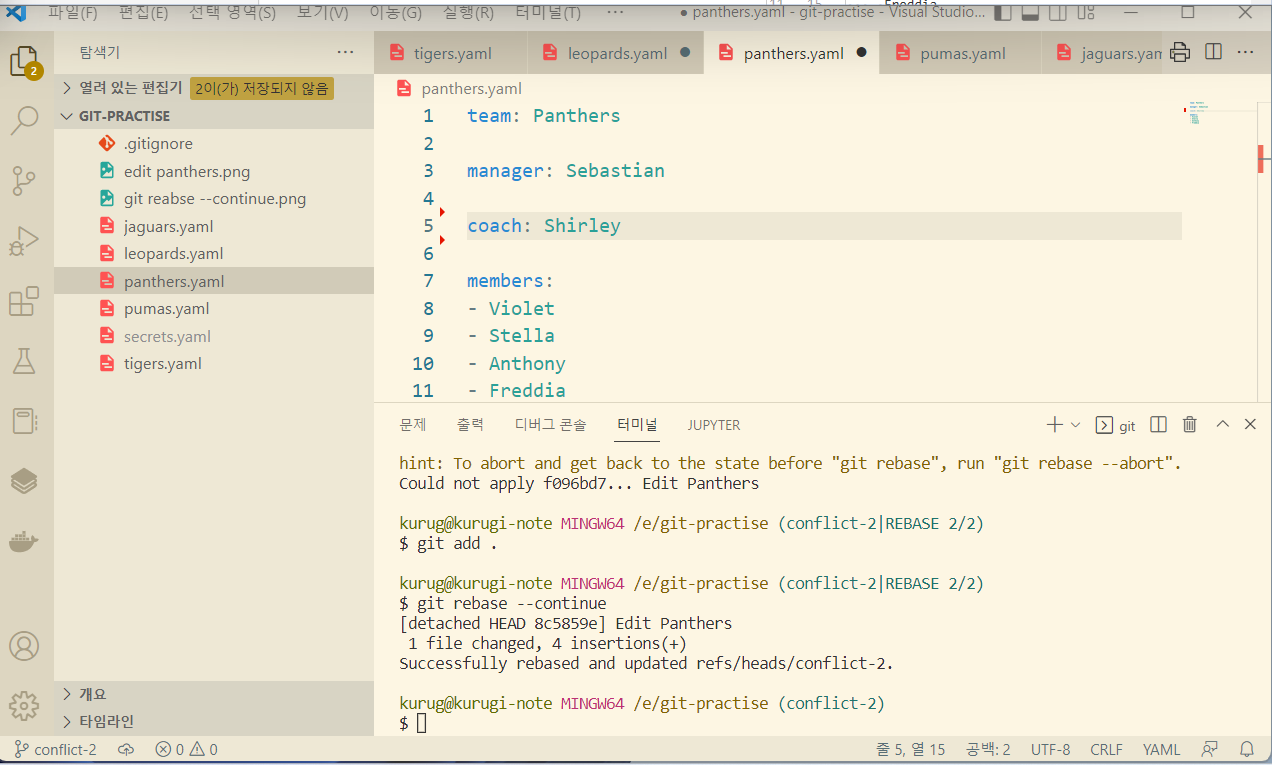 파일(F) 편집(E) 선택 영역(S) 보기(V) 이동(G) 실행(R) 터미널(T) ··· ● panthers.yaml - git-practise - Visual Studio...
탐색기 ···
tigers.yaml leopards.yaml ● panthers.yaml ● pumas.yaml jaguars.yam ···
2
열려 있는 편집기 2이(가) 저장되지 않음
GIT-PRACTISE
.gitignore
edit panthers.png
git reabse --continue.png
jaguars.yaml
leopards.yaml
panthers.yaml
pumas.yaml
secrets.yaml
tigers.yaml
개요
타임라인
panthers.yaml
1 team: Panthers
2
3 manager: Sebastian
4
5 coach: Shirley
6
7 members:
8 - Violet
9 - Stella
10 - Anthony
11 - Freddia
문제 출력 디버그 콘솔 터미널 JUPYTER git
hint: To abort and get back to the state before "git rebase", run "git rebase --abort".
Could not apply f096bd7... Edit Panthers
kurug@kurugi-note MINGW64 /e/git-practise (conflict-2|REBASE 2/2)
$ git add .
kurug@kurugi-note MINGW64 /e/git-practise (conflict-2|REBASE 2/2)
$ git rebase --continue
[detached HEAD 8c5859e] Edit Panthers
1 file changed, 4 insertions(+)
Successfully rebased and updated refs/heads/conflict-2.
kurug@kurugi-note MINGW64 /e/git-practise (conflict-2)
$
conflict-2 0 0 줄 5, 열 15 공백: 2 UTF-8 CRLF YAML